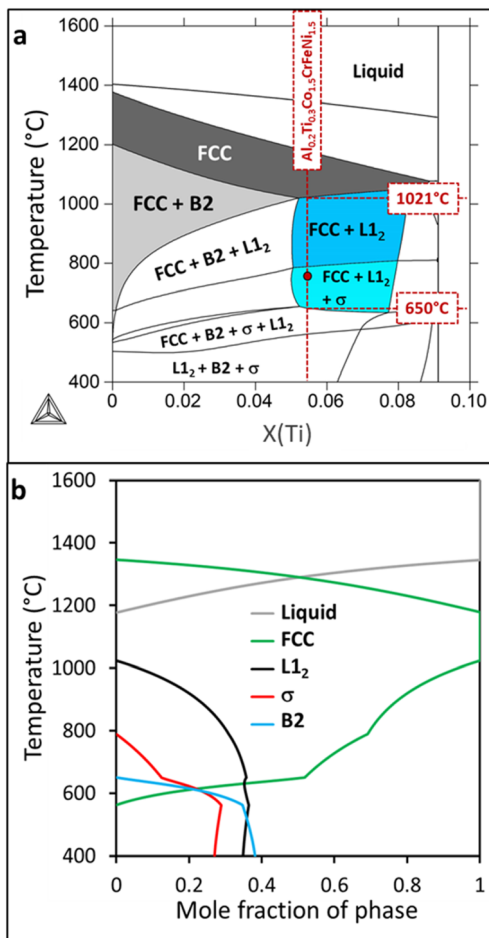 a
1600
1400
1200
1000
800
600
400
Temperature (°C)
Al₀.₂Ti₀.₃Co₁.₅CrFeNi₁.₅
Liquid
FCC
1021°C
FCC + B2
FCC + L1₂
FCC + B2 + L1₂
FCC + L1₂
+ σ
650°C
FCC + B2 + σ + L1₂
L1₂ + B2 + σ
0 0.02 0.04 0.06 0.08 0.10
X(Ti)
b
1600
1400
1200
1000
800
600
400
Temperature (°C)
Liquid
FCC
L1₂
σ
B2
0 0.2 0.4 0.6 0.8 1
Mole fraction of phase